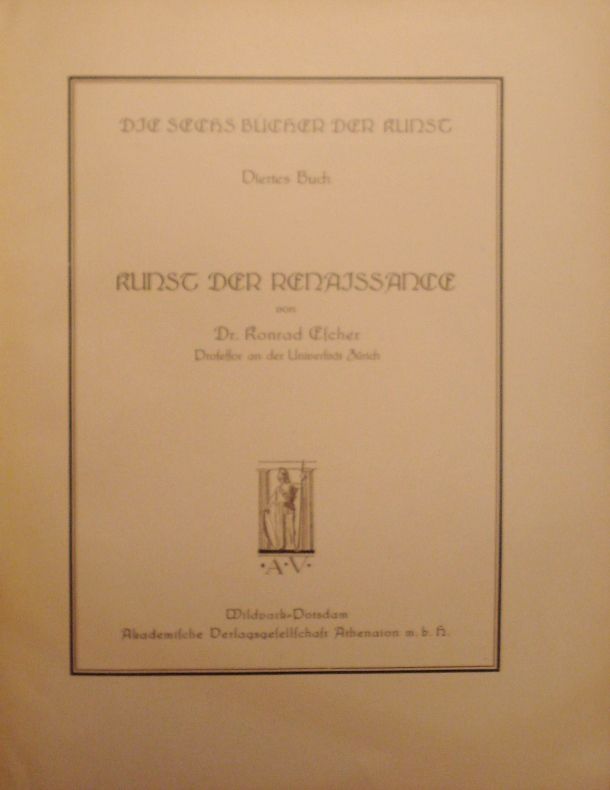 DIE SECHS BÜCHER DER KUNST
Viertes Buch
KUNST DER RENAISSANCE
von
Dr. Konrad Eſcher
Profeſſor an der Univerſität Zürich
·A·V·
Wildpark-Potsdam
Akademiſche Verlagsgeſellſchaft Athenaion m. b. H.